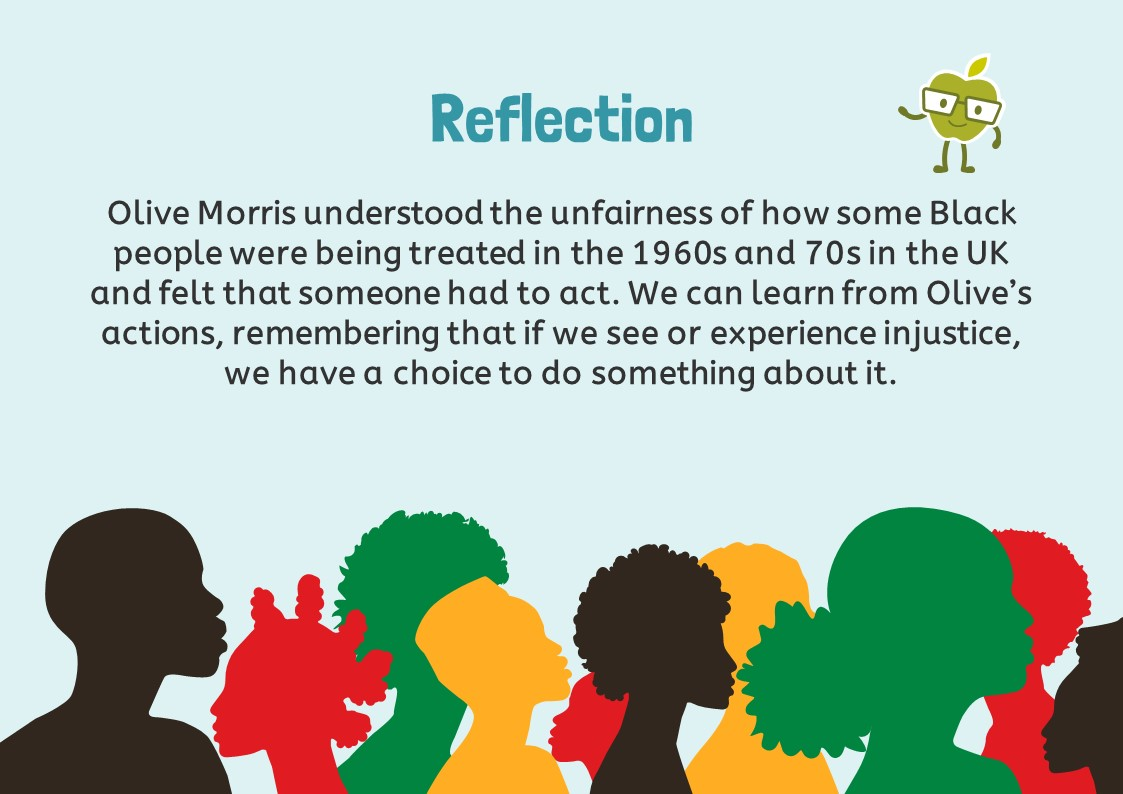 Reflection
Olive Morris understood the unfairness of how some Black
people were being treated in the 1960s and 70s in the UK
and felt that someone had to act. We can learn from Olive’s
actions, remembering that if we see or experience injustice,
we have a choice to do something about it.